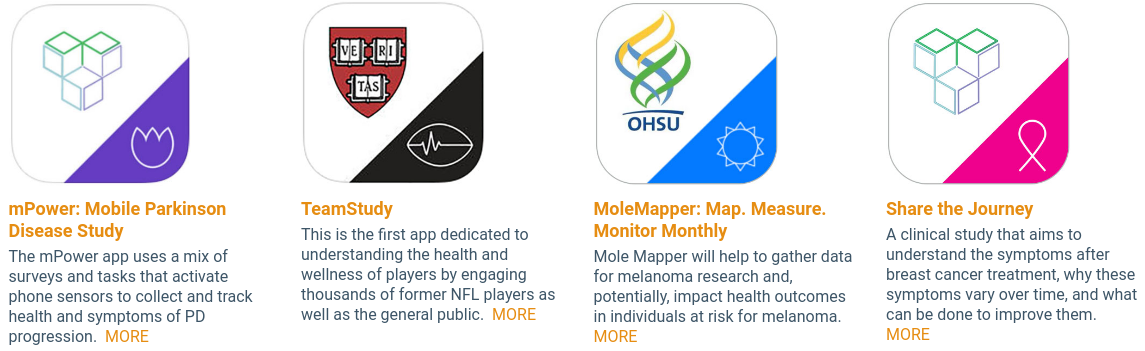 VE RI
TAS
OHSU
mPower: Mobile Parkinson
Disease Study
The mPower app uses a mix of
surveys and tasks that activate
phone sensors to collect and track
health and symptoms of PD
progression. MORE
TeamStudy
This is the first app dedicated to
understanding the health and
wellness of players by engaging
thousands of former NFL players as
well as the general public. MORE
MoleMapper: Map. Measure.
Monitor Monthly
Mole Mapper will help to gather data
for melanoma research and,
potentially, impact health outcomes
in individuals at risk for melanoma.
MORE
Share the Journey
A clinical study that aims to
understand the symptoms after
breast cancer treatment, why these
symptoms vary over time, and what
can be done to improve them.
MORE